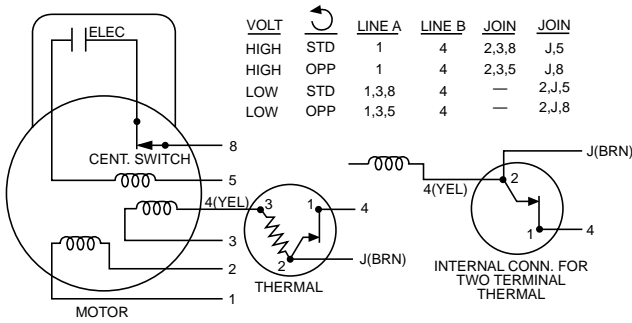 ELEC
VOLT LINE A LINE B JOIN JOIN
HIGH STD 1 4 2,3,8 J,5
HIGH OPP 1 4 2,3,5 J,8
LOW STD 1,3,8 4 — 2,J,5
LOW OPP 1,3,5 4 — 2,J,8
8
CENT. SWITCH
5
4(YEL)
3
2
1
MOTOR
3
1
4
2
J(BRN)
THERMAL
J(BRN)
2
4(YEL)
1
4
INTERNAL CONN. FOR
TWO TERMINAL
THERMAL